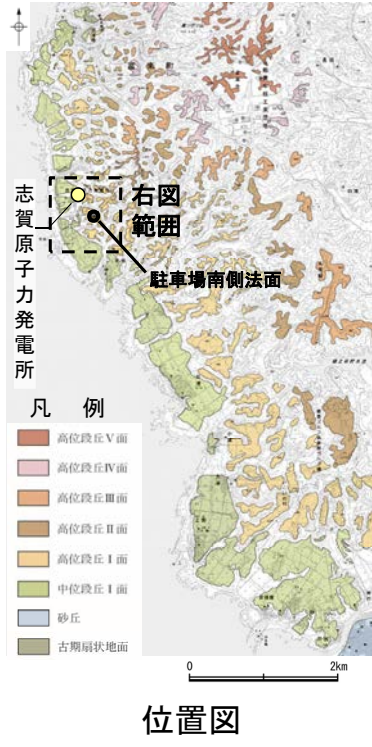 志賀原子力発電所
右図
範囲
駐車場南側法面
凡 例
高位段丘Ⅴ面
高位段丘Ⅳ面
高位段丘Ⅲ面
高位段丘Ⅱ面
高位段丘Ⅰ面
中位段丘Ⅰ面
砂丘
古期扇状地面
0 2km
位置図